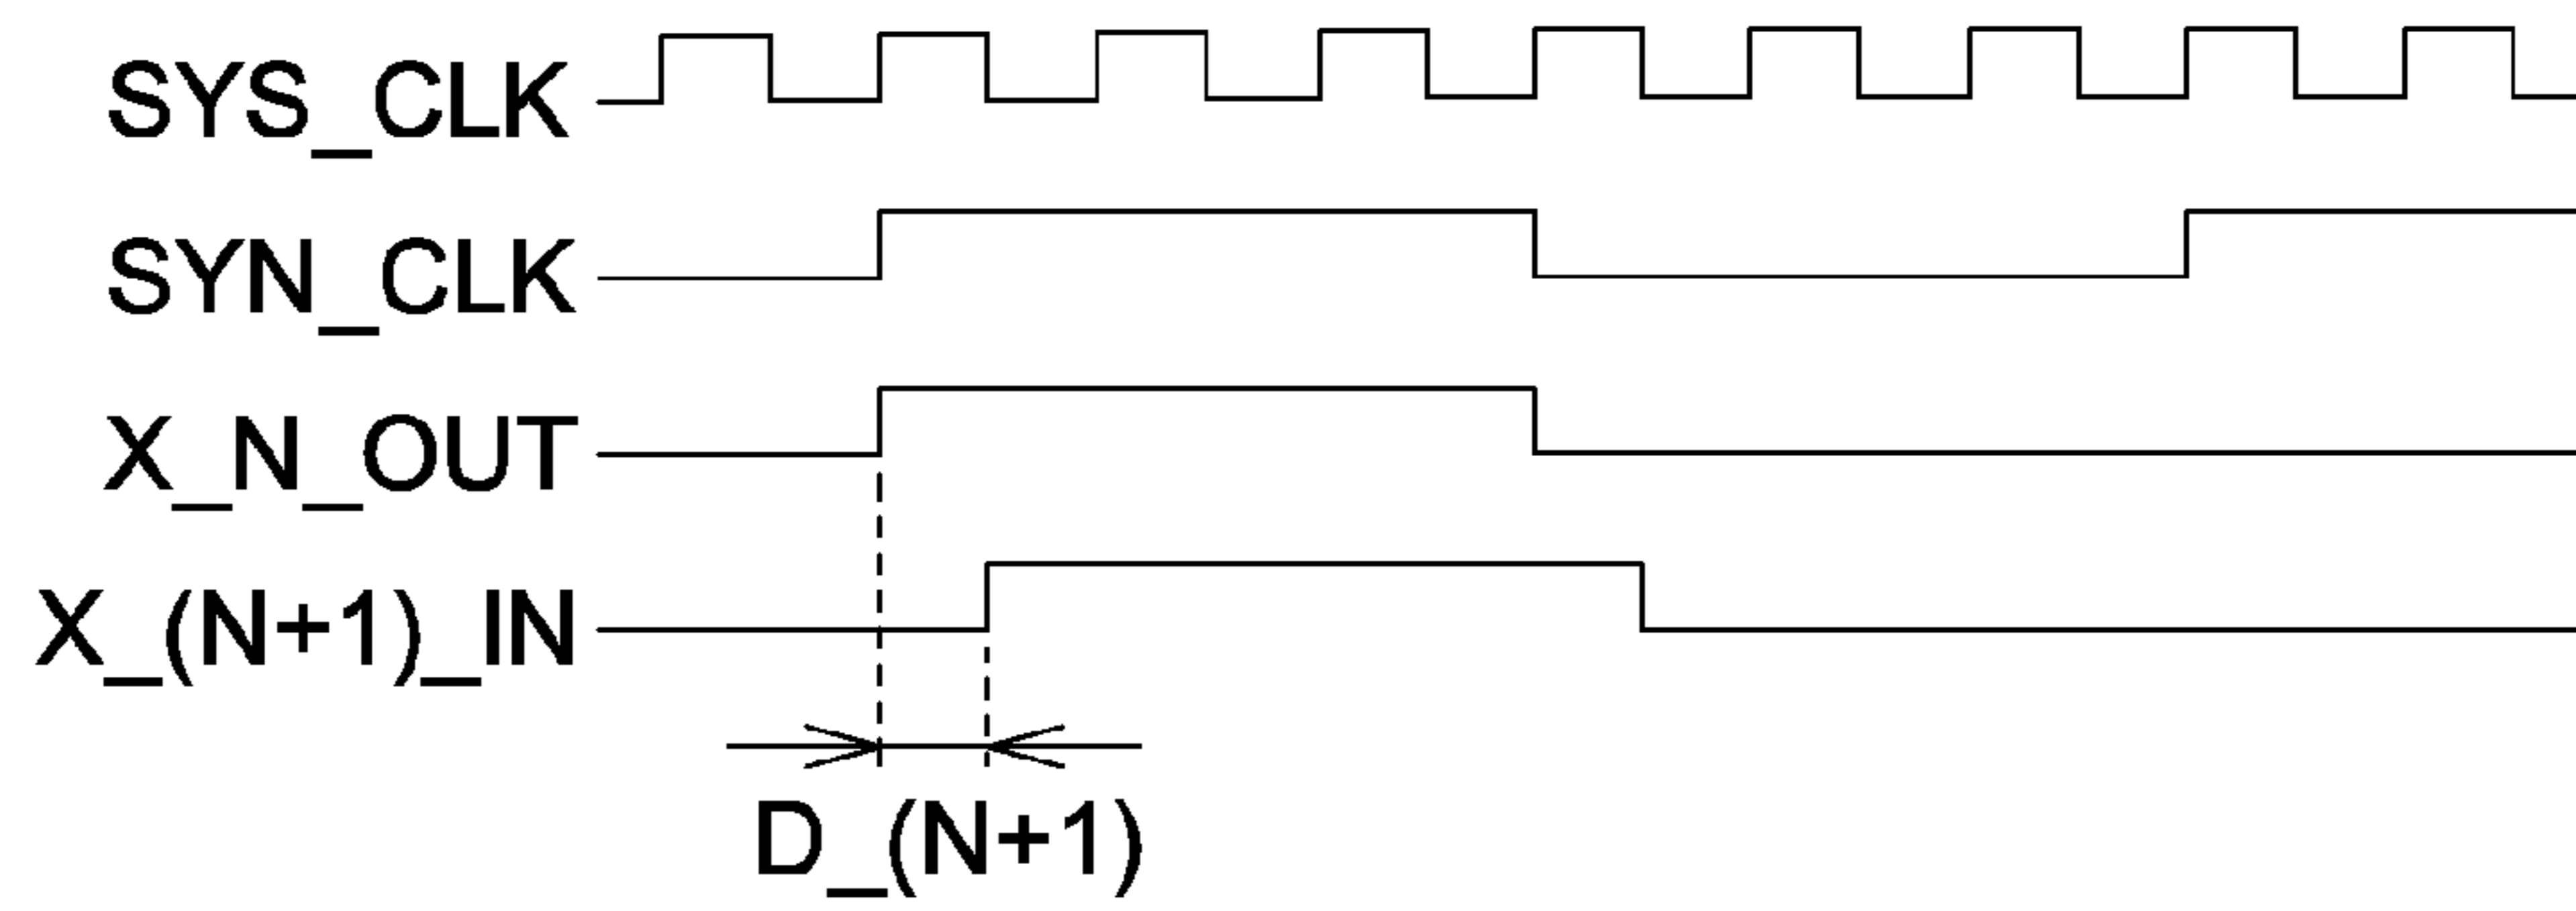 SYS_CLK
SYN_CLK
X_N_OUT
X_(N+1)_IN
D_(N+1)